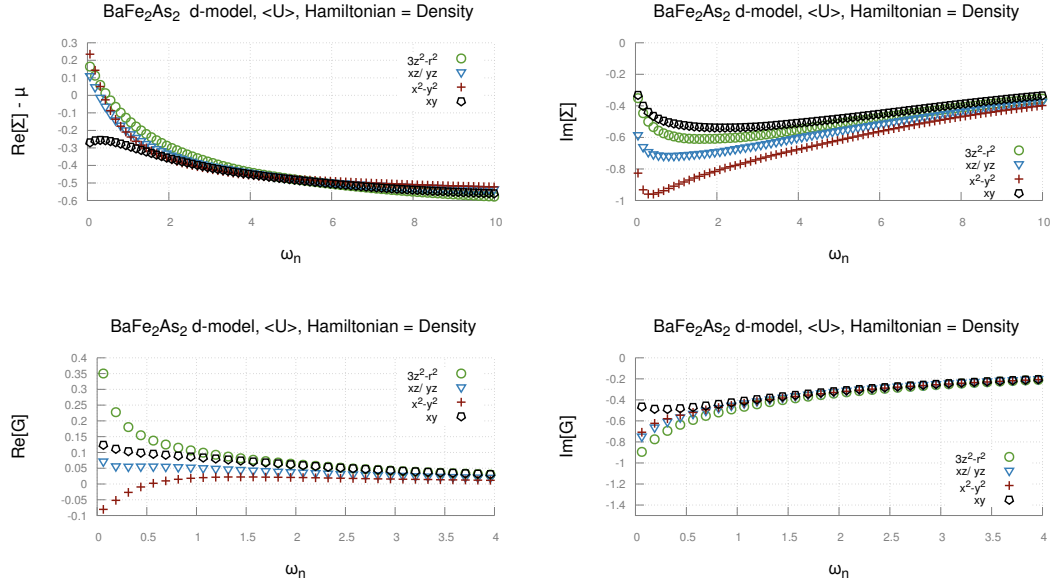 BaFe₂As₂ d-model, <U>, Hamiltonian = Density
Re[Σ] - μ
0.3
0.2
0.1
0
-0.1
-0.2
-0.3
-0.4
-0.5
-0.6
0 2 4 6 8 10
ωₙ
3z²-r²
xz/ yz
x²-y²
xy
BaFe₂As₂ d-model, <U>, Hamiltonian = Density
Im[Σ]
0
-0.2
-0.4
-0.6
-0.8
-1
0 2 4 6 8 10
ωₙ
3z²-r²
xz/ yz
x²-y²
xy
BaFe₂As₂ d-model, <U>, Hamiltonian = Density
Re[G]
0.4
0.35
0.3
0.25
0.2
0.15
0.1
0.05
0
-0.05
-0.1
0 0.5 1 1.5 2 2.5 3 3.5 4
ωₙ
3z²-r²
xz/ yz
x²-y²
xy
BaFe₂As₂ d-model, <U>, Hamiltonian = Density
Im[G]
0
-0.2
-0.4
-0.6
-0.8
-1
-1.2
-1.4
0 0.5 1 1.5 2 2.5 3 3.5 4
ωₙ
3z²-r²
xz/ yz
x²-y²
xy